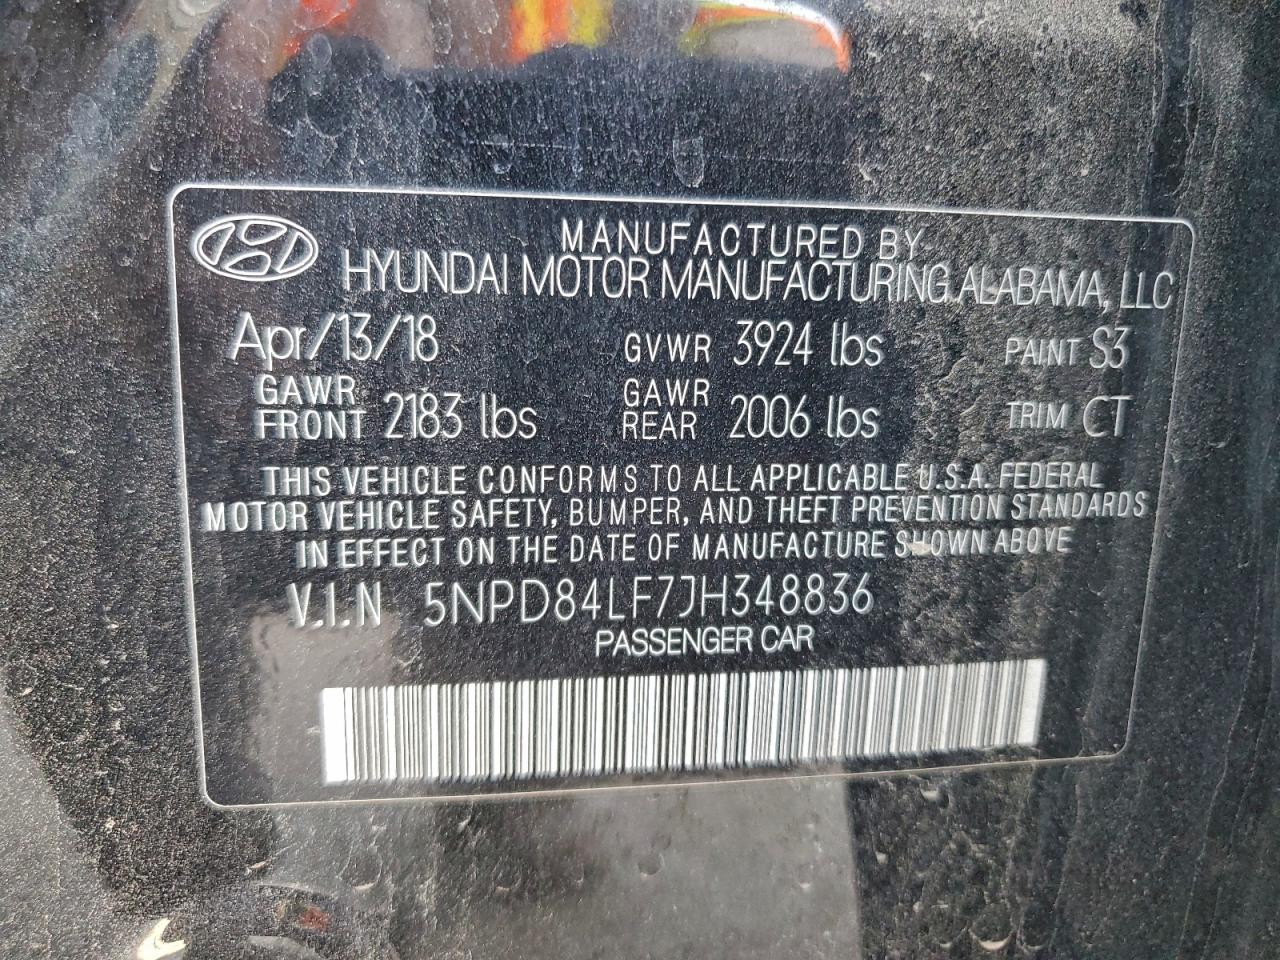 MANUFACTURED BY
HYUNDAI MOTOR MANUFACTURING ALABAMA, LLC
Apr/13/18 GVWR 3924 lbs PAINT S3
GAWR FRONT 2183 lbs GAWR REAR 2006 lbs TRIM CT
THIS VEHICLE CONFORMS TO ALL APPLICABLE U.S.A. FEDERAL
MOTOR VEHICLE SAFETY, BUMPER, AND THEFT PREVENTION STANDARDS
IN EFFECT ON THE DATE OF MANUFACTURE SHOWN ABOVE
V.I.N 5NPD84LF7JH348836
PASSENGER CAR